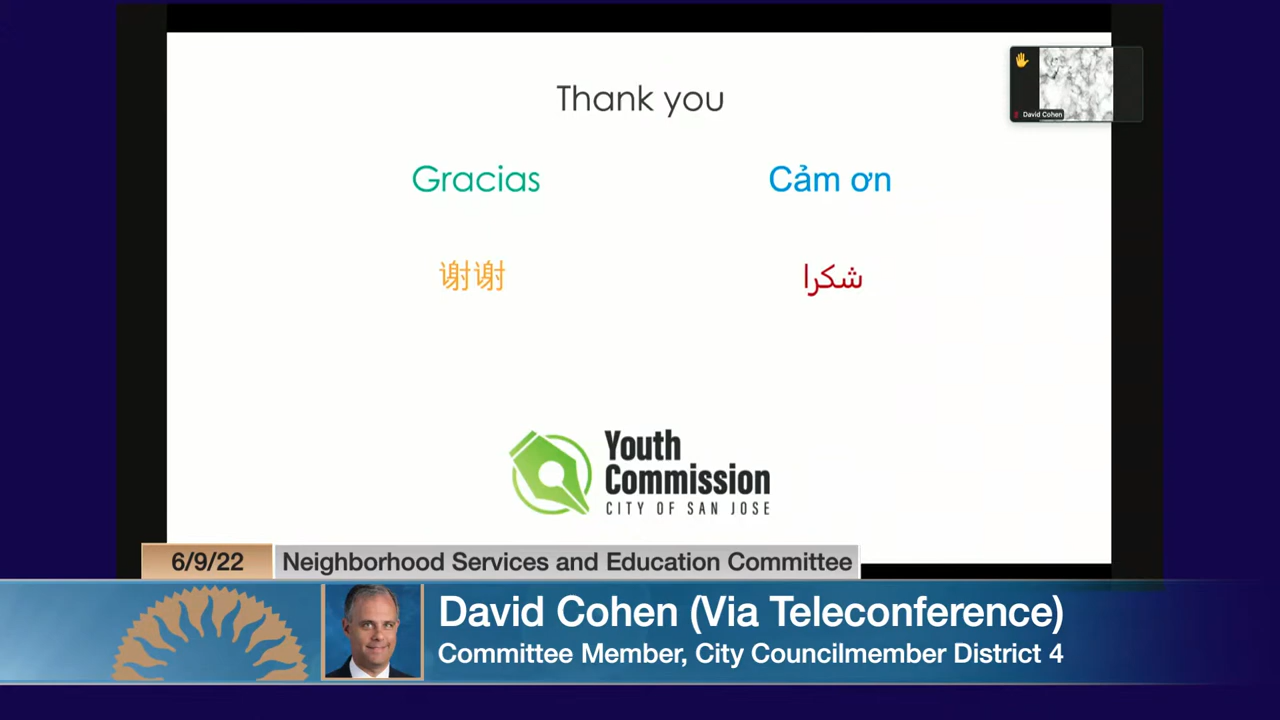 Thank you
David Cohen
Gracias
Cảm ơn
谢谢
شكرا
Youth
Commission
CITY OF SAN JOSE
6/9/22
Neighborhood Services and Education Committee
David Cohen (Via Teleconference)
Committee Member, City Councilmember District 4